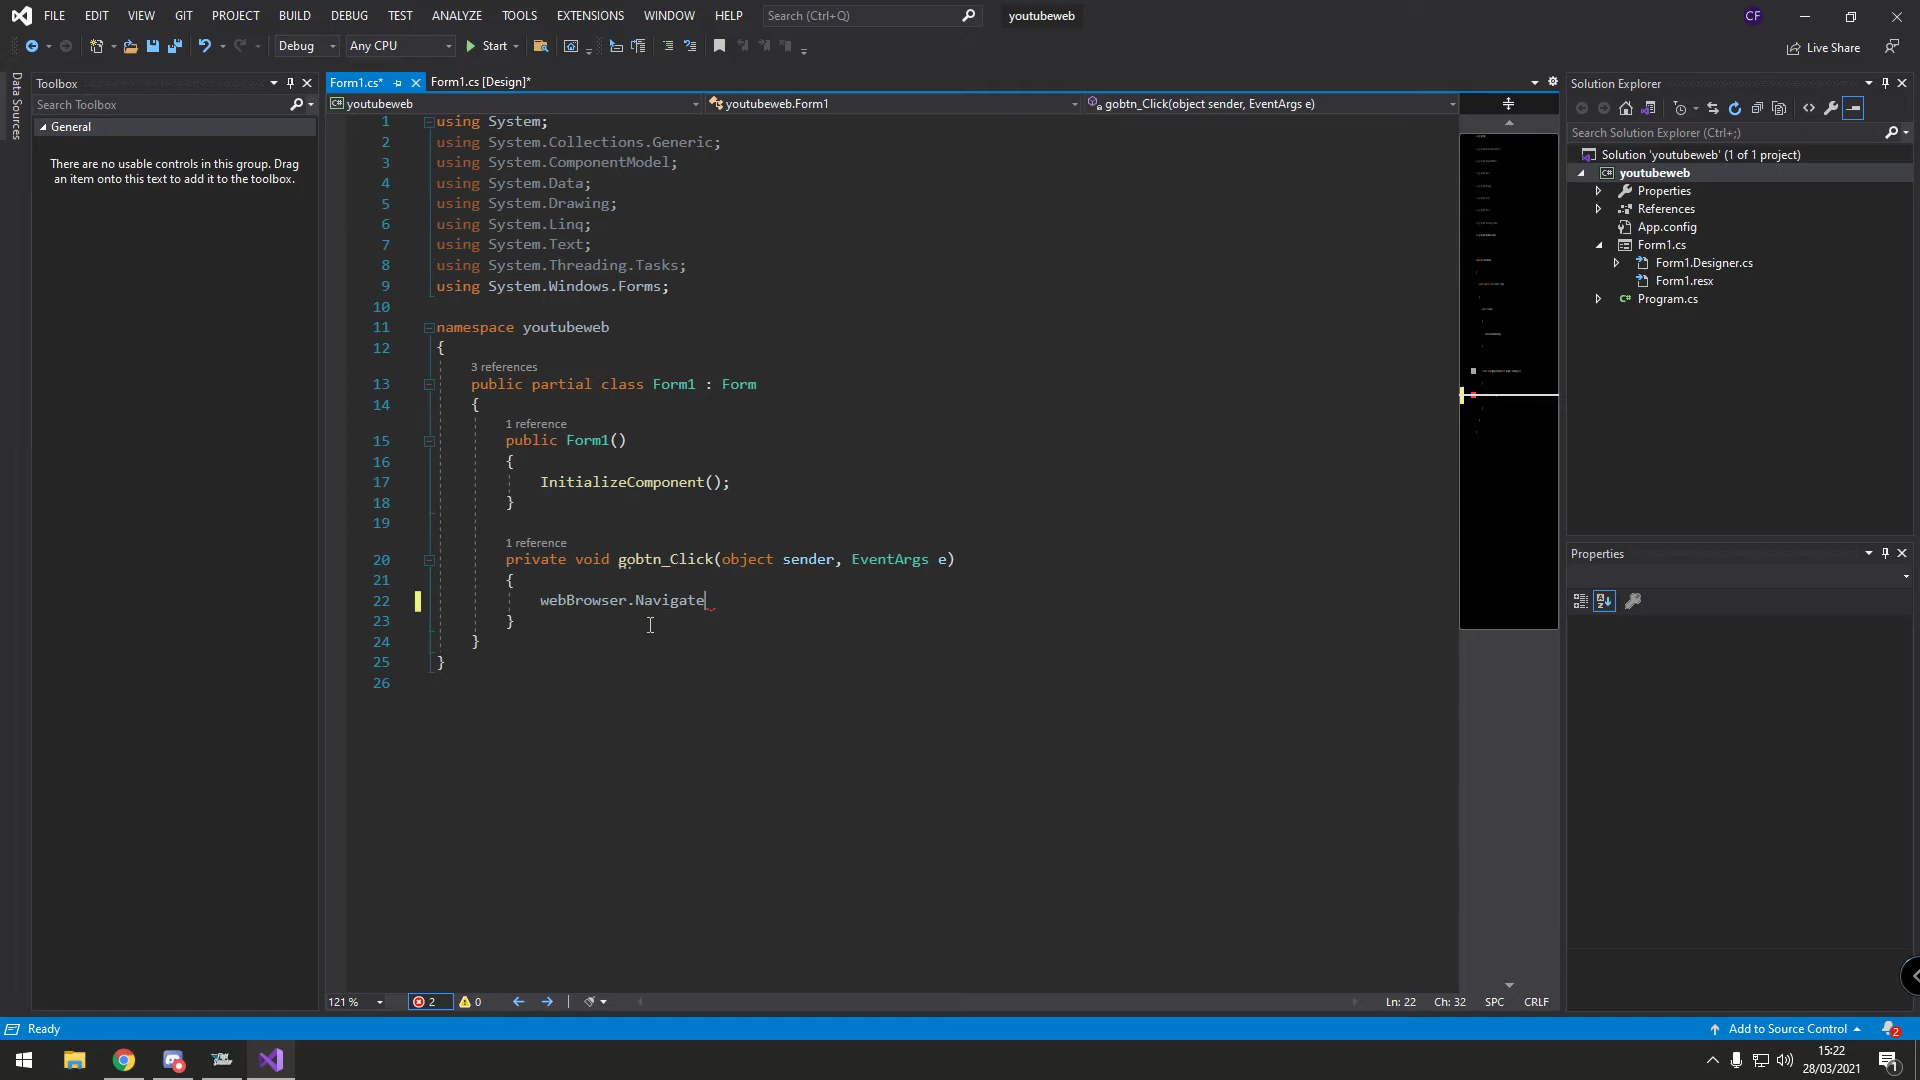 FILE EDIT VIEW GIT PROJECT BUILD DEBUG TEST ANALYZE TOOLS EXTENSIONS WINDOW HELP Search (Ctrl+Q) youtubeweb CF
Debug Any CPU Start Live Share
Data Sources
Toolbox
Search Toolbox
General
There are no usable controls in this group. Drag
an item onto this text to add it to the toolbox.
Form1.cs* Form1.cs [Design]*
youtubeweb youtubeweb.Form1 gobtn_Click(object sender, EventArgs e)
1 using System;
2 using System.Collections.Generic;
3 using System.ComponentModel;
4 using System.Data;
5 using System.Drawing;
6 using System.Linq;
7 using System.Text;
8 using System.Threading.Tasks;
9 using System.Windows.Forms;
10
11 namespace youtubeweb
12 {
3 references
13 public partial class Form1 : Form
14 {
1 reference
15 public Form1()
16 {
17 InitializeComponent();
18 }
19
1 reference
20 private void gobtn_Click(object sender, EventArgs e)
21 {
22 webBrowser.Navigate
23 }
24 }
25 }
26
121 % 2 0 Ln: 22 Ch: 32 SPC CRLF
Solution Explorer
Search Solution Explorer (Ctrl+;)
Solution 'youtubeweb' (1 of 1 project)
C# youtubeweb
Properties
References
App.config
Form1.cs
Form1.Designer.cs
Form1.resx
C# Program.cs
Properties
Ready Add to Source Control 2
15:22
28/03/2021
1